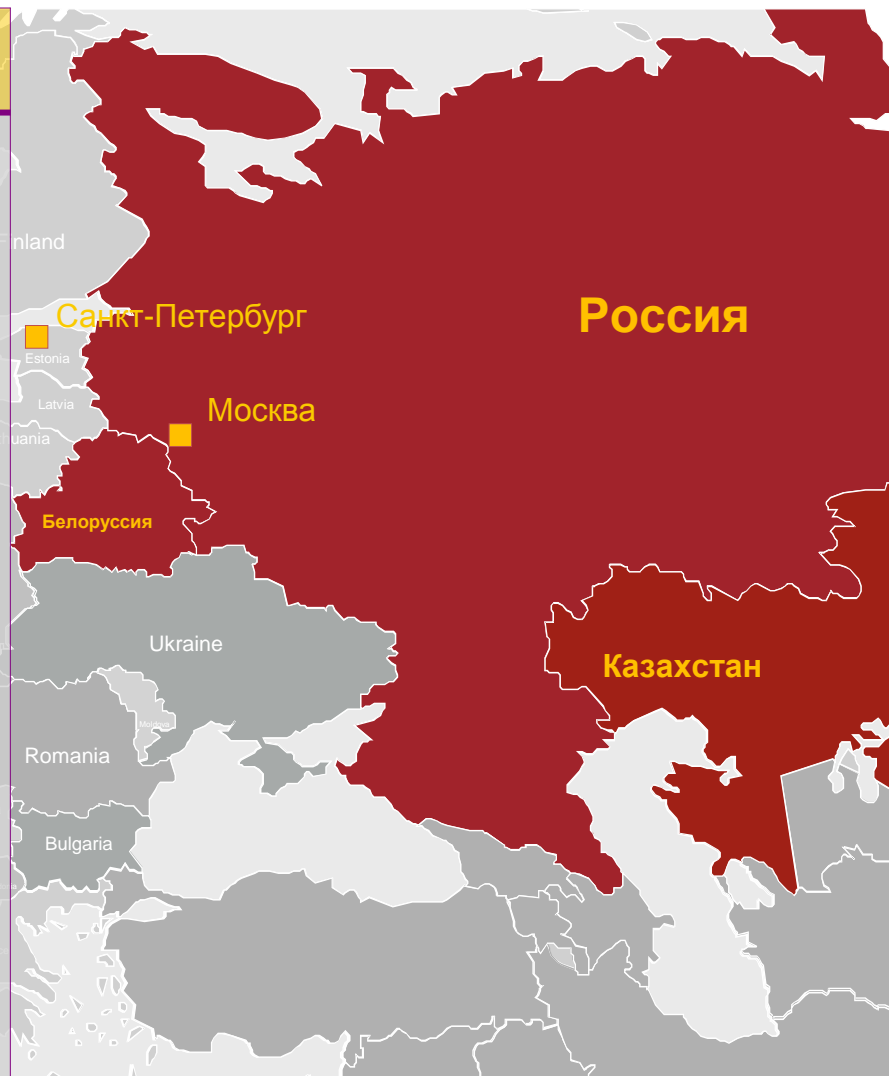 nland
Санкт-Петербург
Россия
Estonia
Latvia
Москва
uania
Белоруссия
Ukraine
Казахстан
Moldova
Romania
Bulgaria